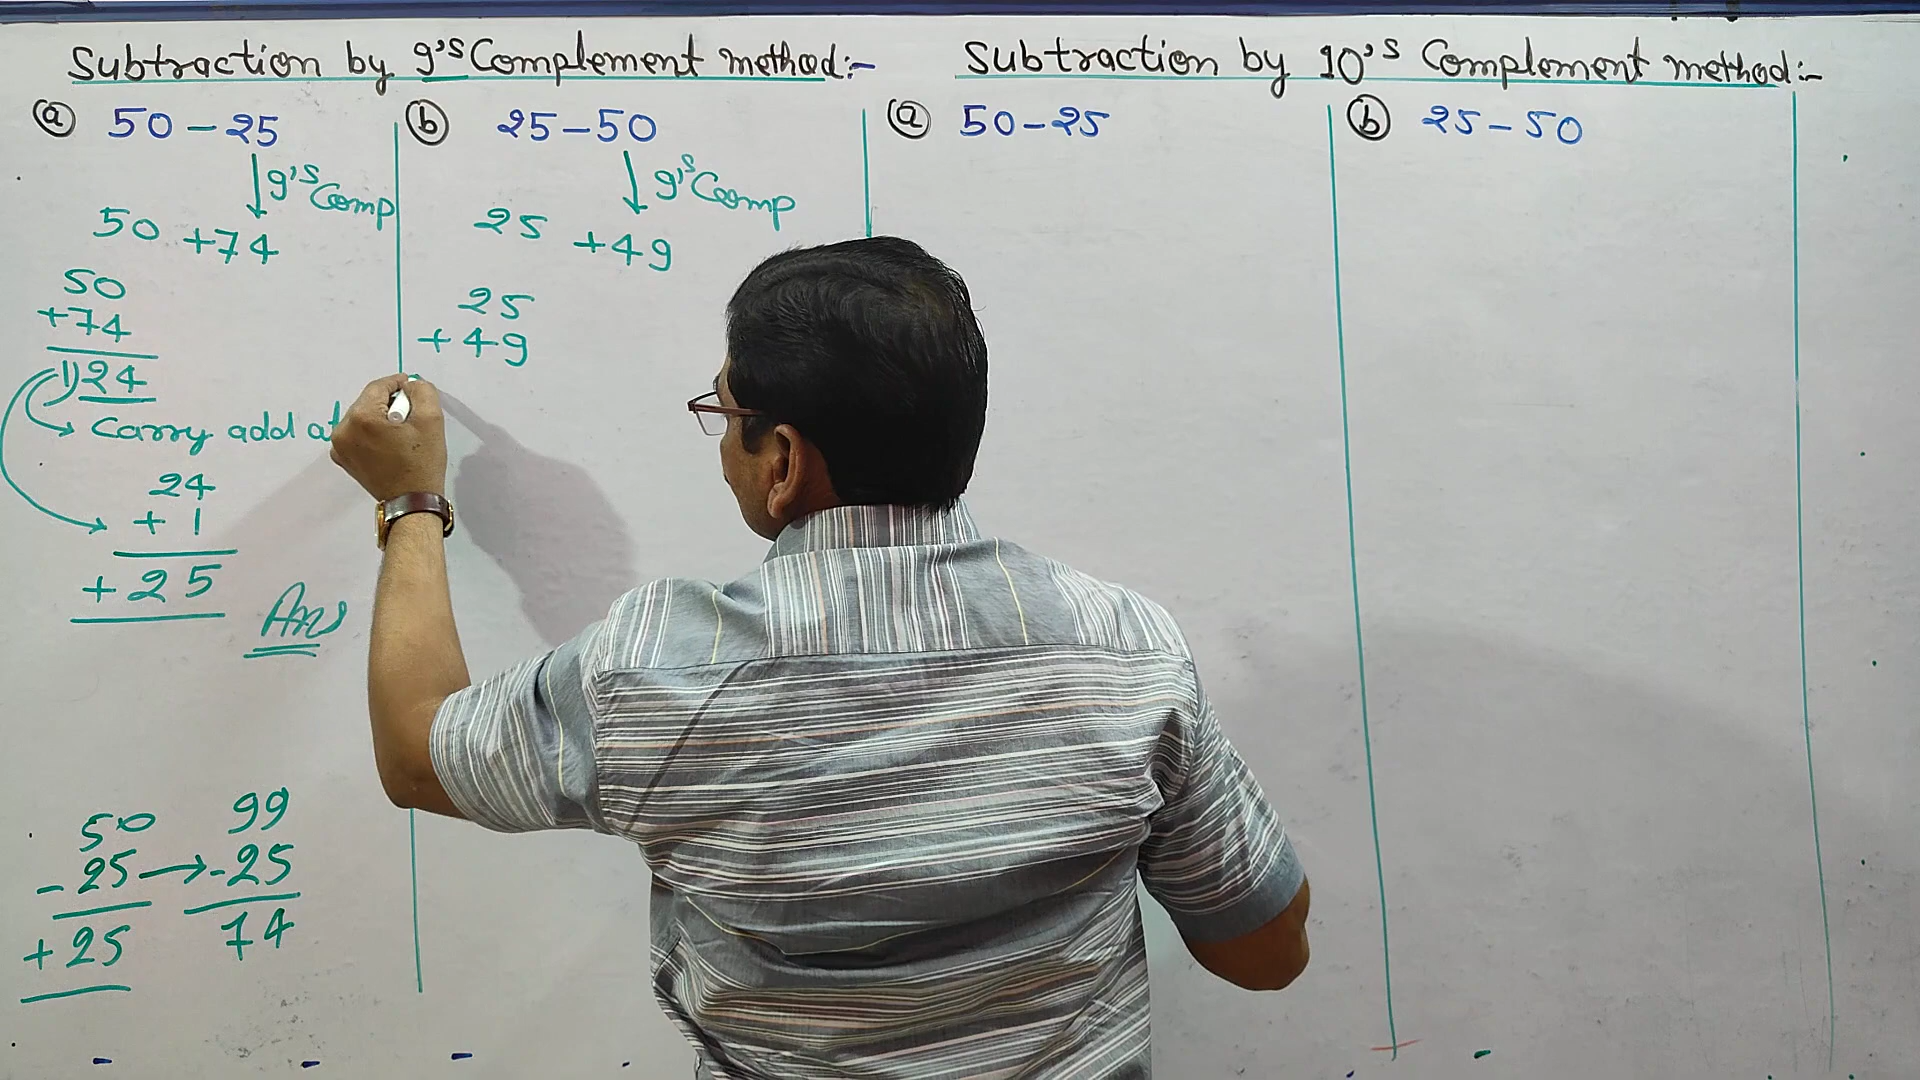 Subtraction by 9's Complement method:-
(a) 50-25
9's Comp
50 +74
50
+74
1)24
Carry add
24
+ 1
+25
Ans
50
-25
+25
99
-25
74
(b) 25-50
9's Comp
25 +49
25
+49
Subtraction by 10's Complement method:-
(a) 50-25
(b) 25-50